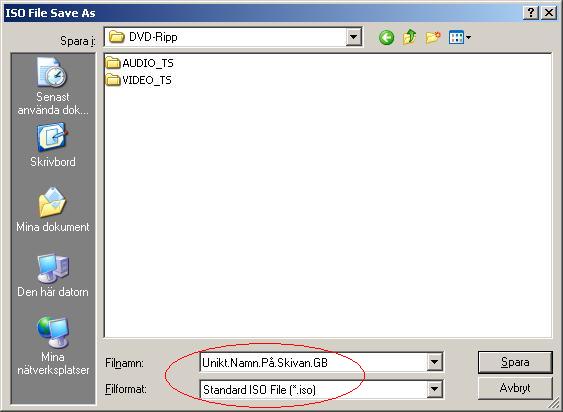 ISO File Save As
Spara i:
DVD-Ripp
AUDIO_TS
VIDEO_TS
Senast
använda dok...
Skrivbord
Mina dokument
Den här datorn
Mina
nätverksplatser
Filnamn:
Unikt.Namn.På.Skivan.GB
Spara
Filformat:
Standard ISO File (*.iso)
Avbryt